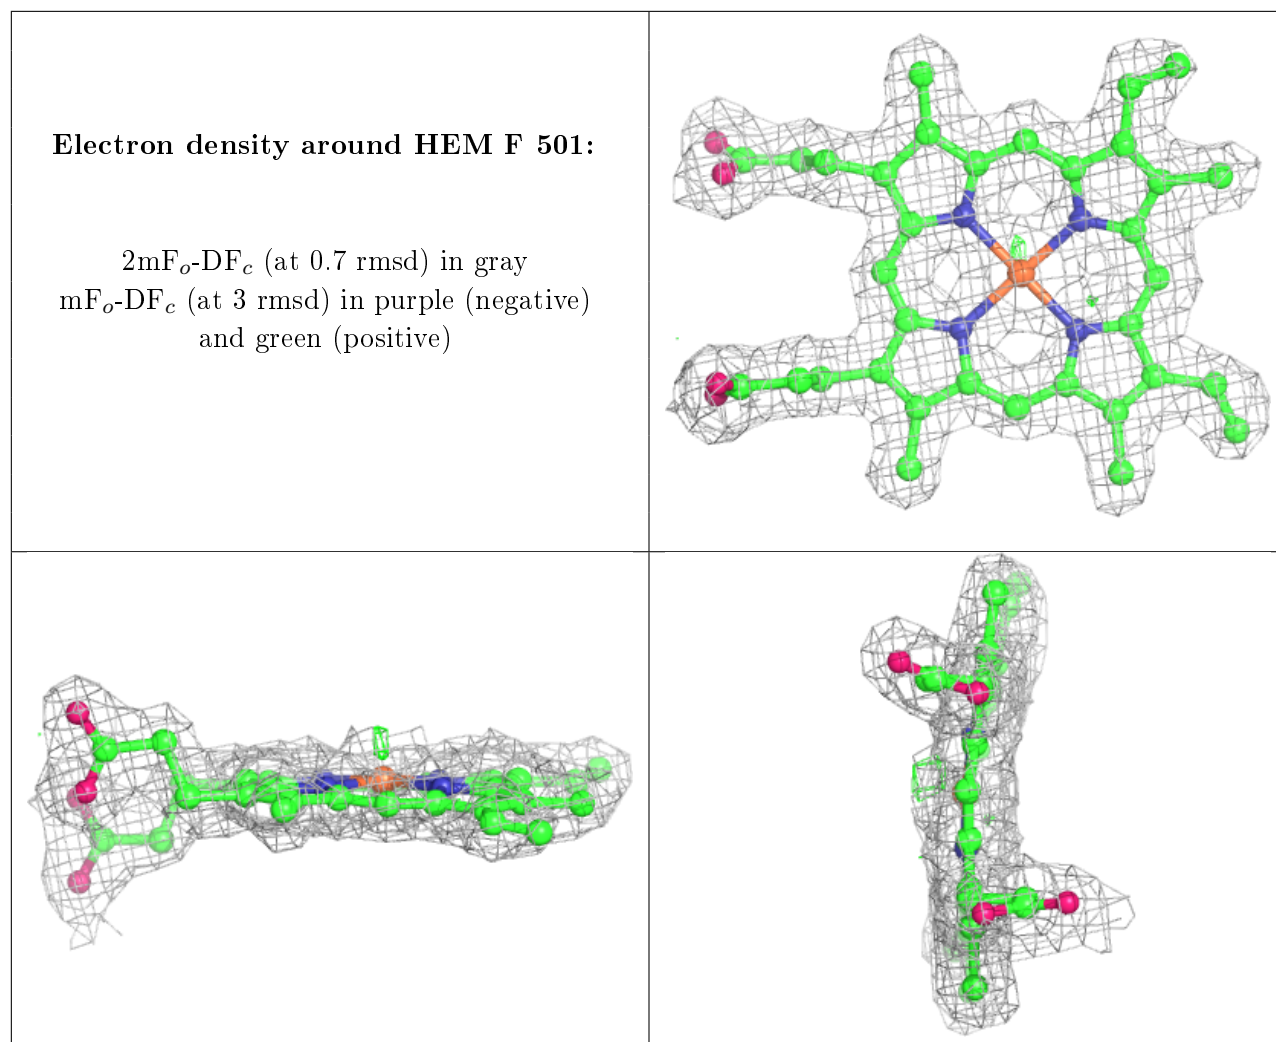 Electron density around HEM F 501:
2mFₒ-DF𝒸 (at 0.7 rmsd) in gray
mFₒ-DF𝒸 (at 3 rmsd) in purple (negative)
and green (positive)